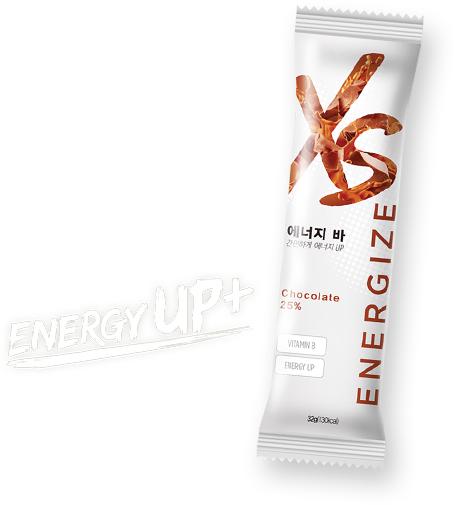 XS
에너지 바
간편하게 에너지 UP
ENERGIZE
Chocolate
25%
VITAMIN B
ENERGY UP
32g(130kcal)
ENERGY UP+